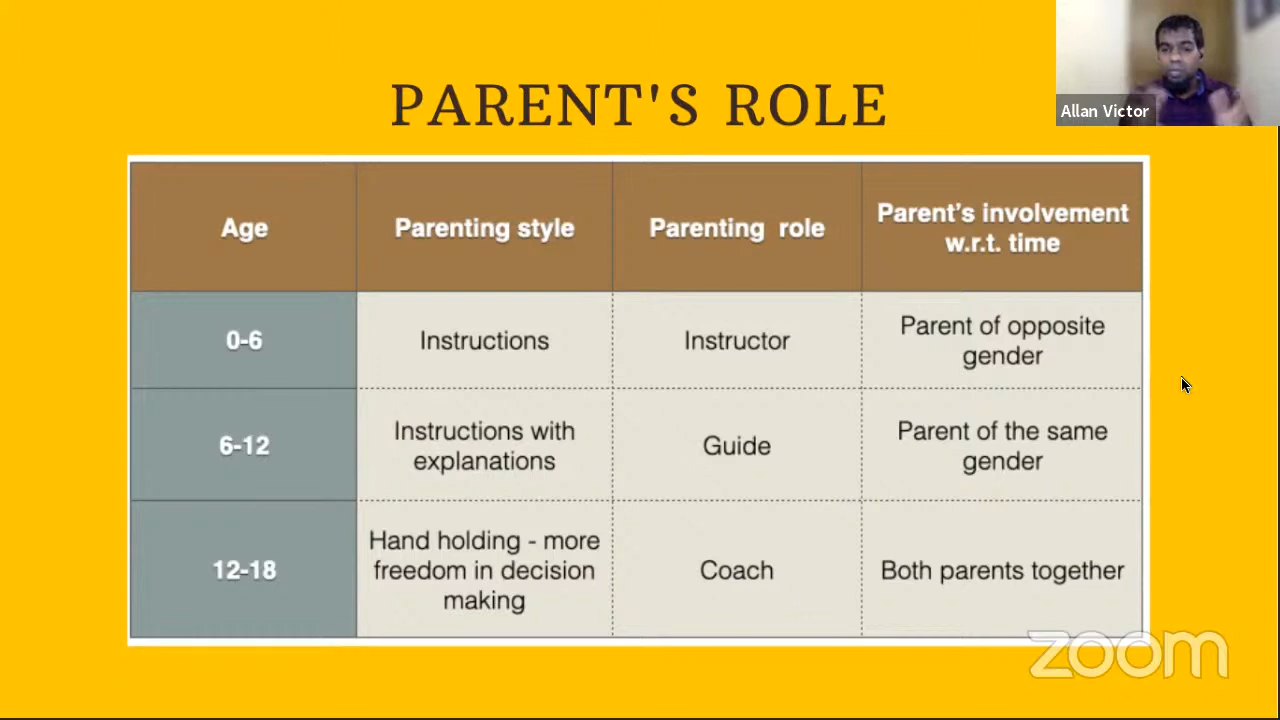 PARENT'S ROLE
Allan Victor
Age
Parenting style
Parenting role
Parent's involvement
w.r.t. time
0-6
Instructions
Instructor
Parent of opposite
gender
6-12
Instructions with
explanations
Guide
Parent of the same
gender
12-18
Hand holding - more
freedom in decision
making
Coach
Both parents together
zoom